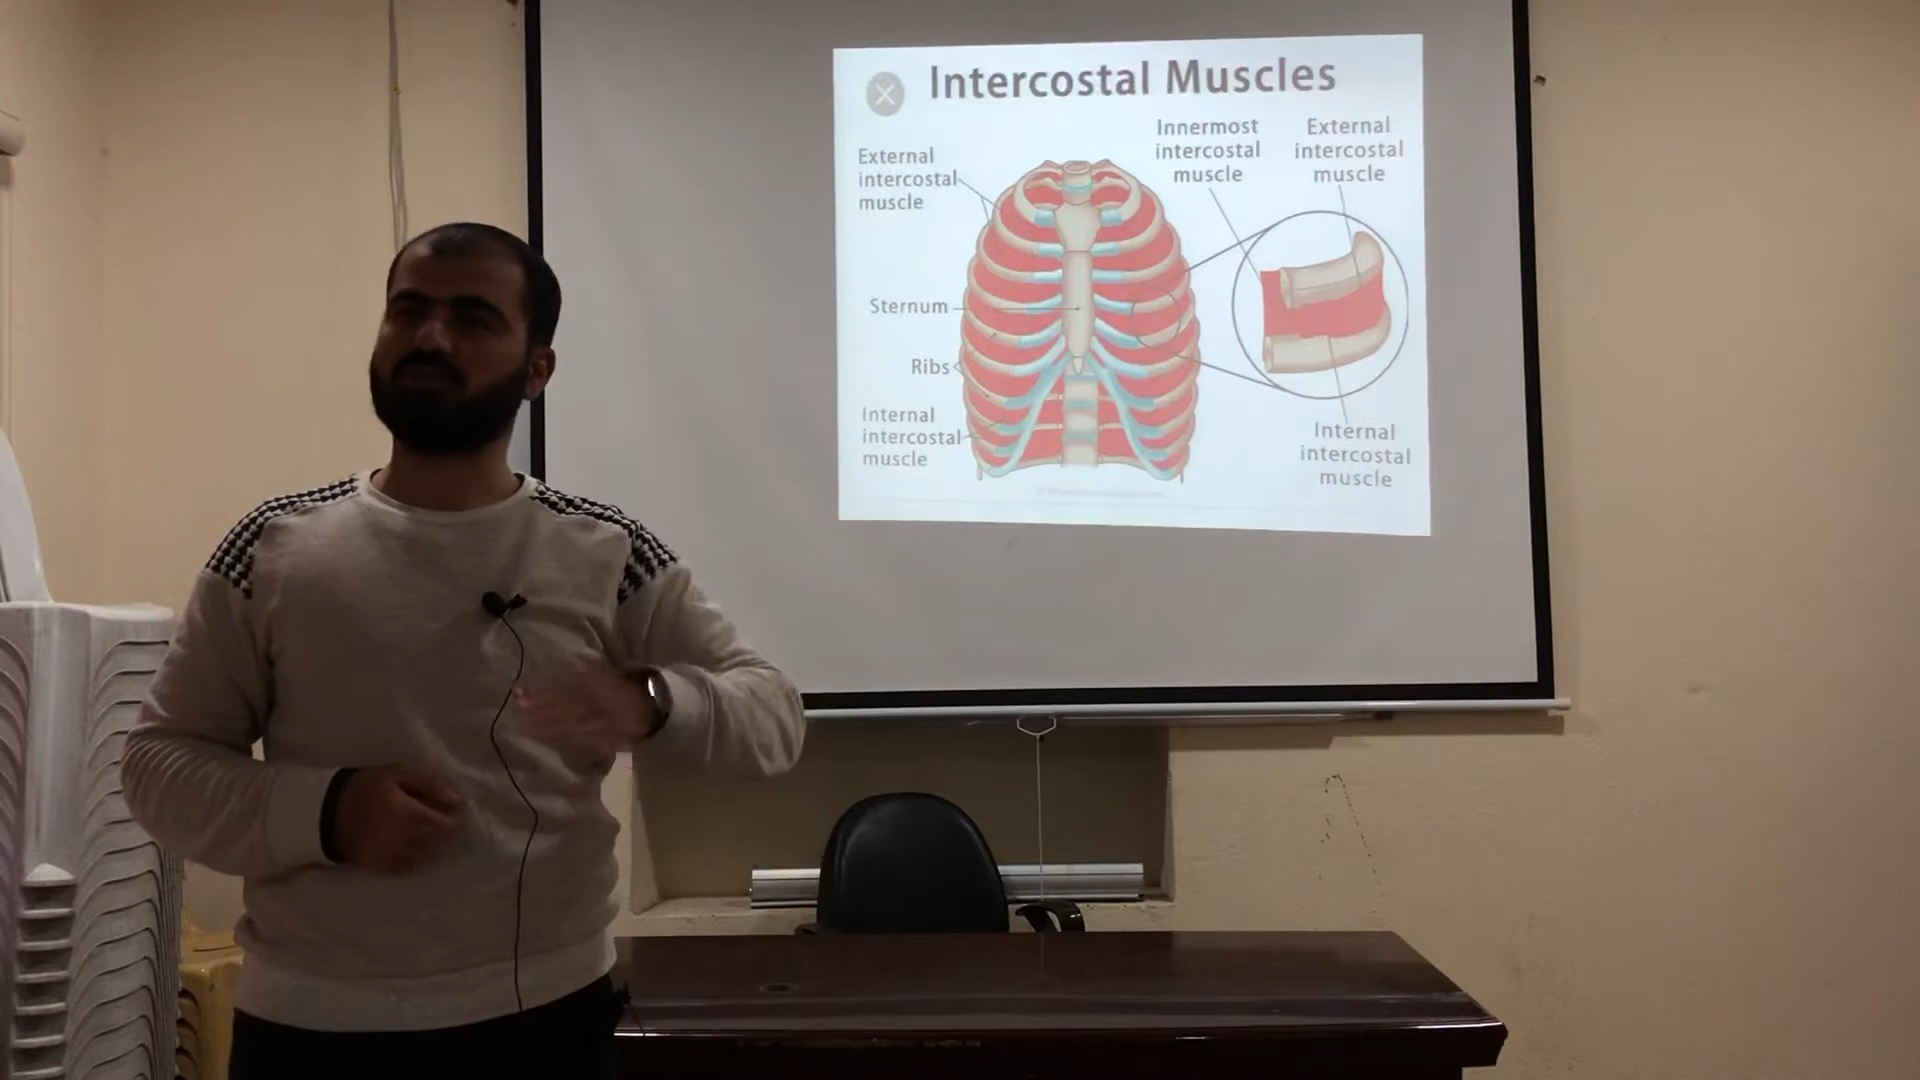 Intercostal Muscles
External
intercostal
muscle
Sternum
Ribs
Internal
intercostal
muscle
Innermost
intercostal
muscle
External
intercostal
muscle
Internal
intercostal
muscle